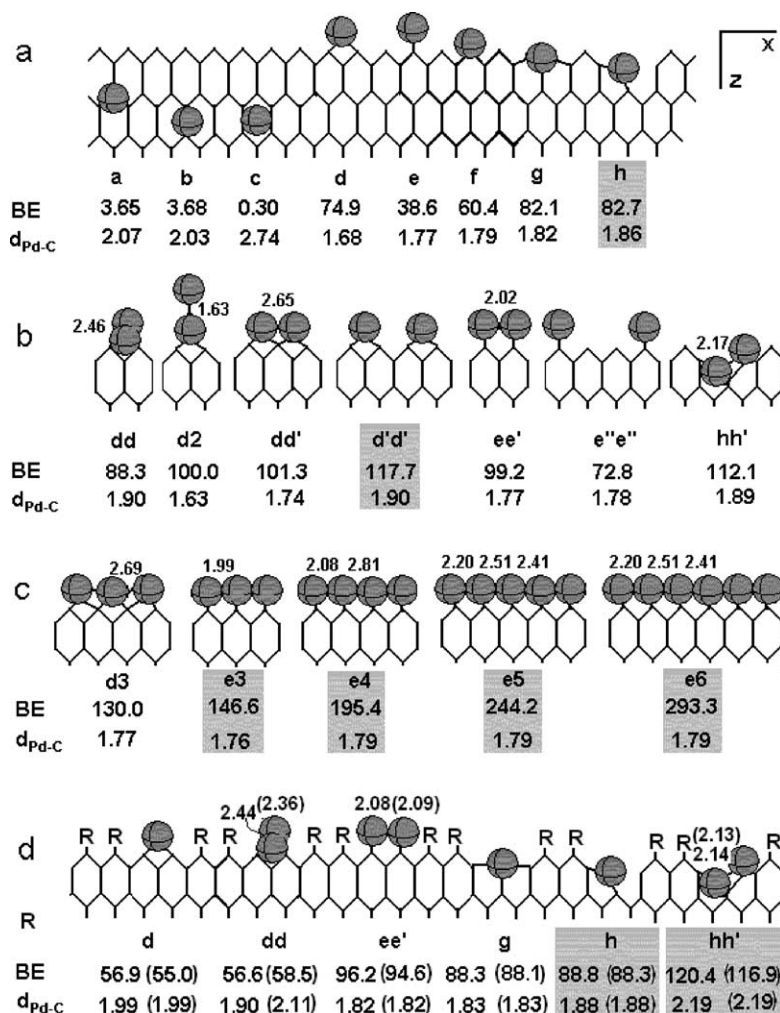 a
x
z
a b c d e f g h
BE 3.65 3.68 0.30 74.9 38.6 60.4 82.1 82.7
dPd-C 2.07 2.03 2.74 1.68 1.77 1.79 1.82 1.86
b
2.46 1.63 2.65 2.02 2.17
dd d2 dd' d'd' ee' e"e" hh'
BE 88.3 100.0 101.3 117.7 99.2 72.8 112.1
dPd-C 1.90 1.63 1.74 1.90 1.77 1.78 1.89
c
2.69 1.99 2.08 2.81 2.20 2.51 2.41 2.20 2.51 2.41
d3 e3 e4 e5 e6
BE 130.0 146.6 195.4 244.2 293.3
dPd-C 1.77 1.76 1.79 1.79 1.79
d
R R 2.44 (2.36) R R R R 2.08 (2.09) R R R R R R (2.13) 2.14 R
R
d dd ee' g h hh'
BE 56.9 (55.0) 56.6 (58.5) 96.2 (94.6) 88.3 (88.1) 88.8 (88.3) 120.4 (116.9)
dPd-C 1.99 (1.99) 1.90 (2.11) 1.82 (1.82) 1.83 (1.83) 1.88 (1.88) 2.19 (2.19)